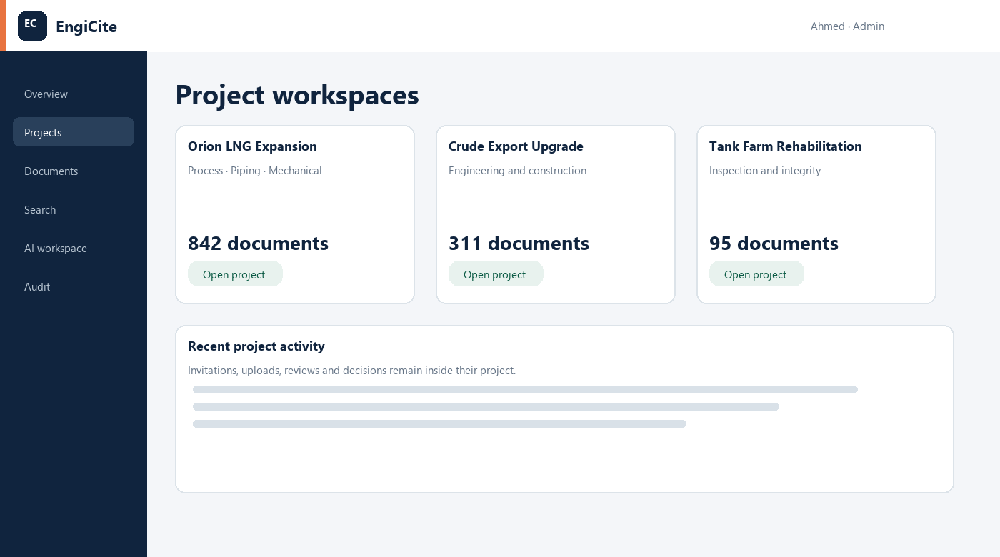 EC
EngiCite
Ahmed · Admin
Overview
Projects
Documents
Search
AI workspace
Audit
Project workspaces
Orion LNG Expansion
Process · Piping · Mechanical
842 documents
Open project
Crude Export Upgrade
Engineering and construction
311 documents
Open project
Tank Farm Rehabilitation
Inspection and integrity
95 documents
Open project
Recent project activity
Invitations, uploads, reviews and decisions remain inside their project.